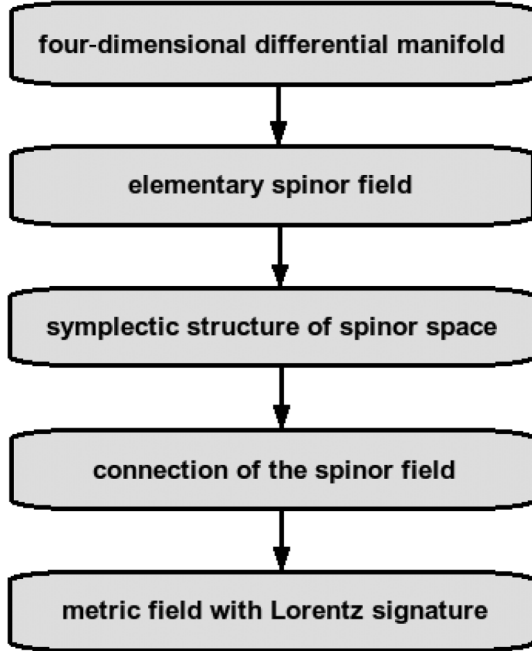 four-dimensional differential manifold
elementary spinor field
symplectic structure of spinor space
connection of the spinor field
metric field with Lorentz signature